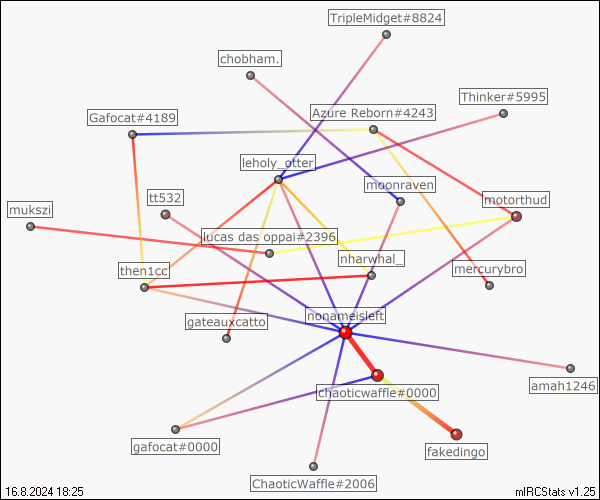 TripleMidget#8824
chobham.
Thinker#5995
Azure Reborn#4243
Gafocat#4189
leholy_otter
moonraven
tt532
motorthud
mukszi
lucas das oppai#2396
nharwhal_
then1cc
mercurybro
nonameisleft
gateauxcatto
amah1246
chaoticwaffle#0000
gafocat#0000
fakedingo
ChaoticWaffle#2006
16.8.2024 18:25
mIRCStats v1.25